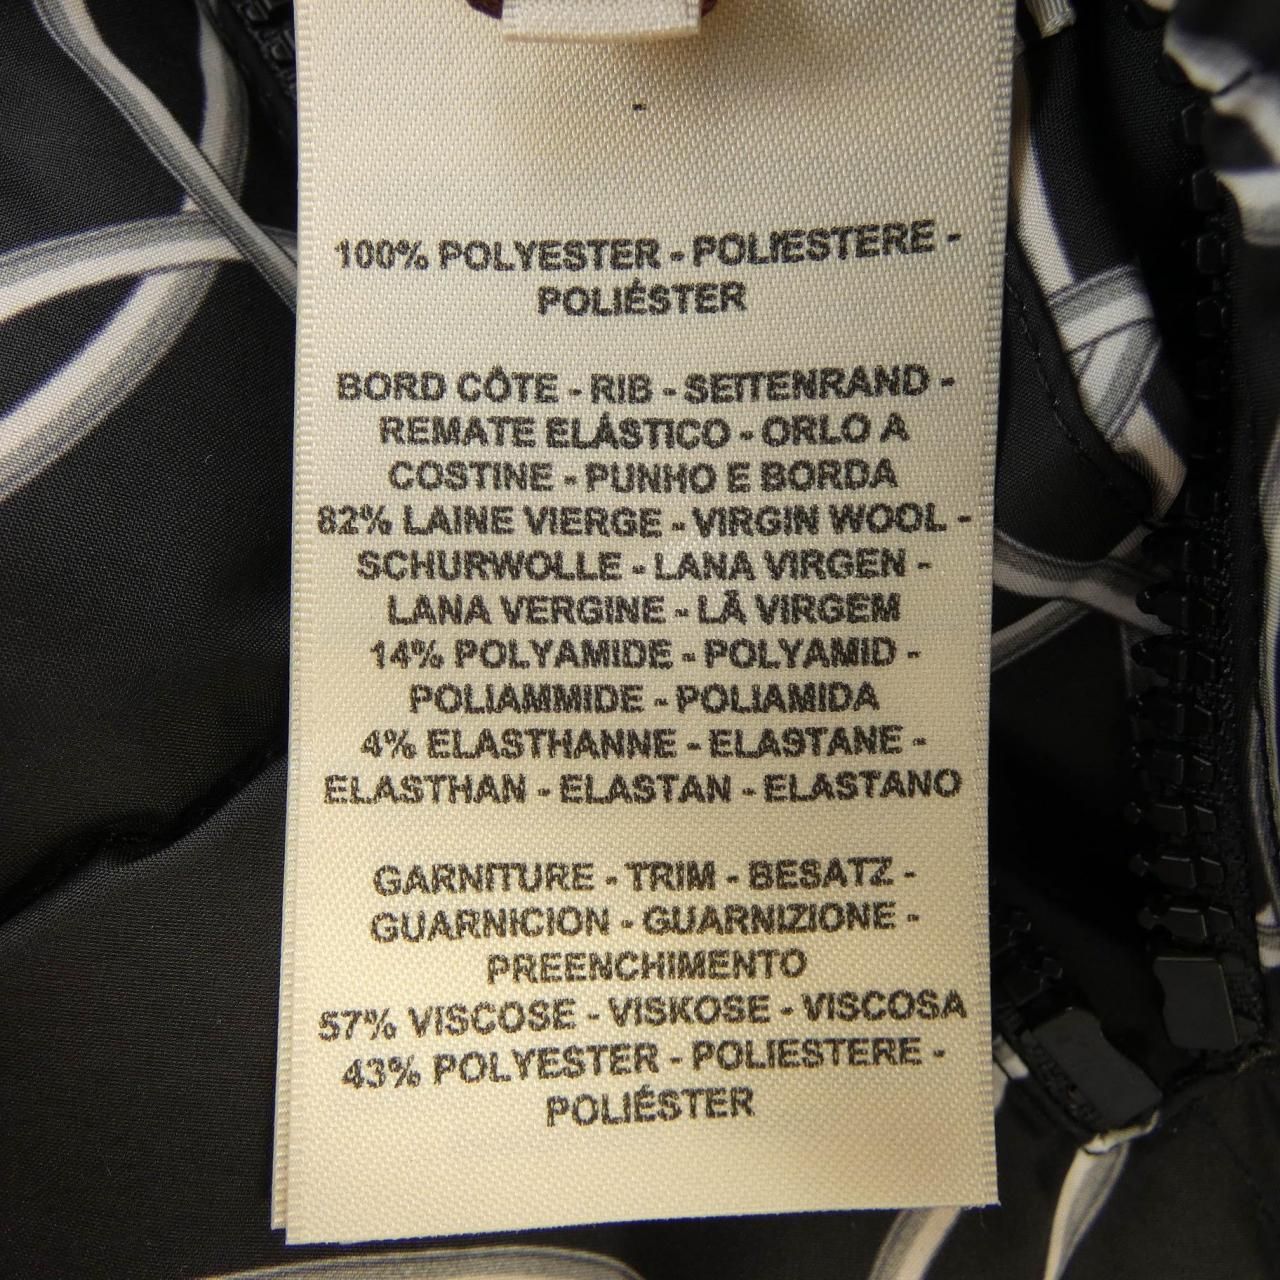 100% POLYESTER - POLIESTERE -
POLIÉSTER
BORD CÔTE - RIB - SEITENRAND -
REMATE ELÁSTICO - ORLO A
COSTINE - PUNHO E BORDA
82% LAINE VIERGE - VIRGIN WOOL -
SCHURWOLLE - LANA VIRGEN -
LANA VERGINE - LÃ VIRGEM
14% POLYAMIDE - POLYAMID -
POLIAMMIDE - POLIAMIDA
4% ELASTHANNE - ELASTANE -
ELASTHAN - ELASTAN - ELASTANO
GARNITURE - TRIM - BESATZ -
GUARNICION - GUARNIZIONE -
PREENCHIMENTO
57% VISCOSE - VISKOSE - VISCOSA
43% POLYESTER - POLIESTERE -
POLIÉSTER